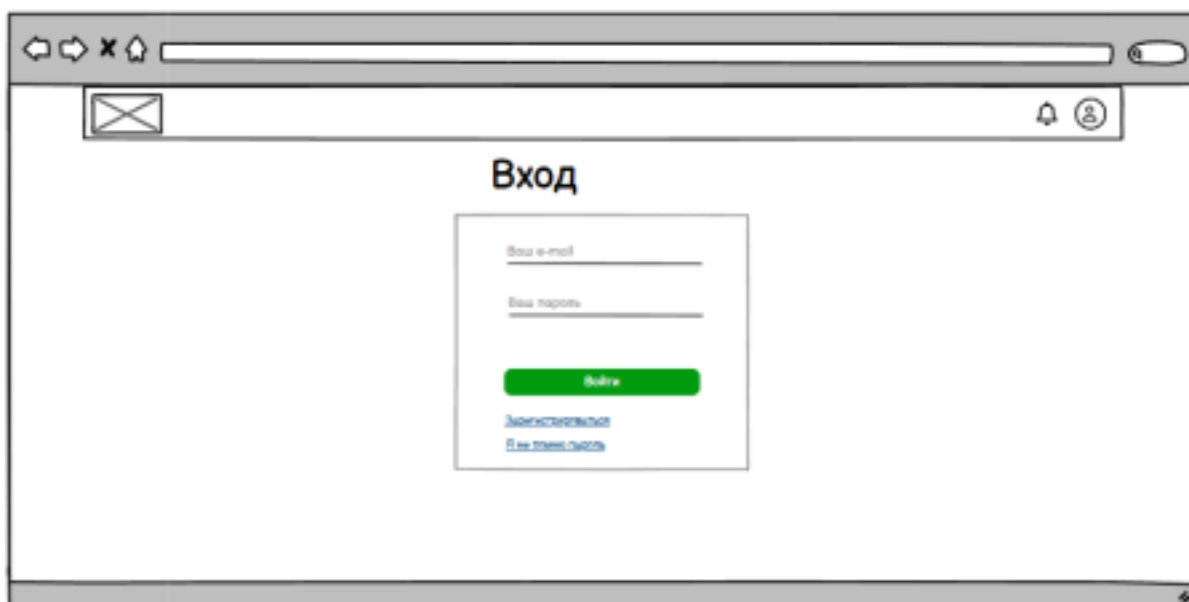 Вход
Ваш e-mail
Ваш пароль
Войти
Зарегистрироваться
Я не помню пароль